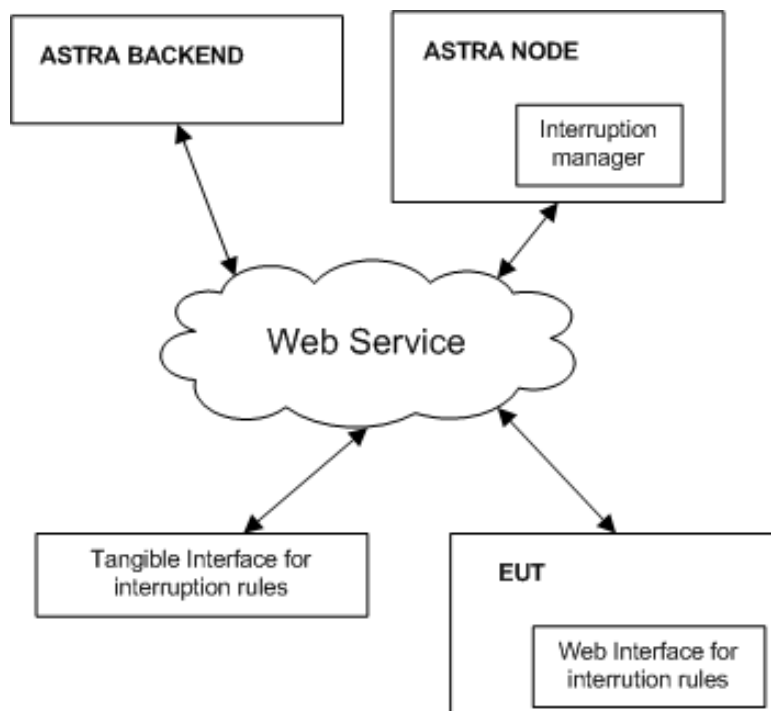 ASTRA BACKEND
ASTRA NODE
Interruption
manager
Web Service
Tangible Interface for
interruption rules
EUT
Web Interface for
interrution rules